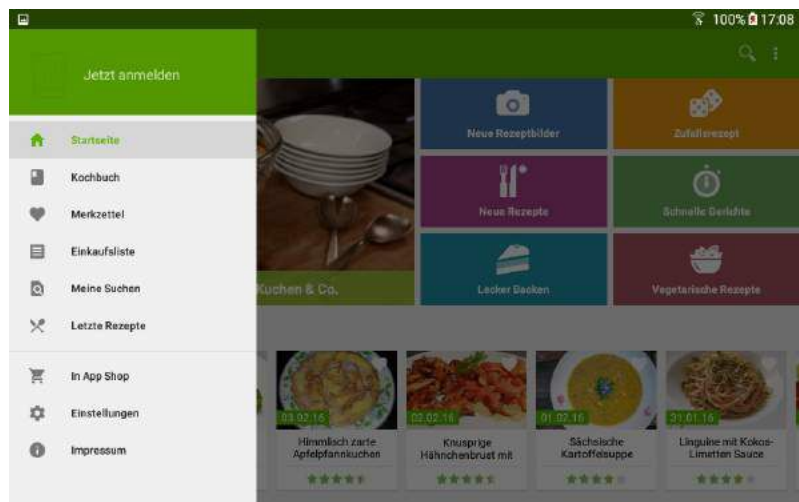 100% 17:08
Jetzt anmelden
Startseite
Kochbuch
Merkzettel
Einkaufsliste
Meine Suchen
Letzte Rezepte
In App Shop
Einstellungen
Impressum
Neue Rezeptbilder
Zufallsrezept
Neue Rezepte
Schnelle Gerichte
Kuchen & Co.
Lecker Backen
Vegetarische Rezepte
03.02.16
02.02.16
01.02.16
31.01.16
Himmlisch zarte
Apfelpfannkuchen
Knusprige
Hähnchenbrust mit
Sächsische
Kartoffelsuppe
Linguine mit Kokos-
Limetten Sauce